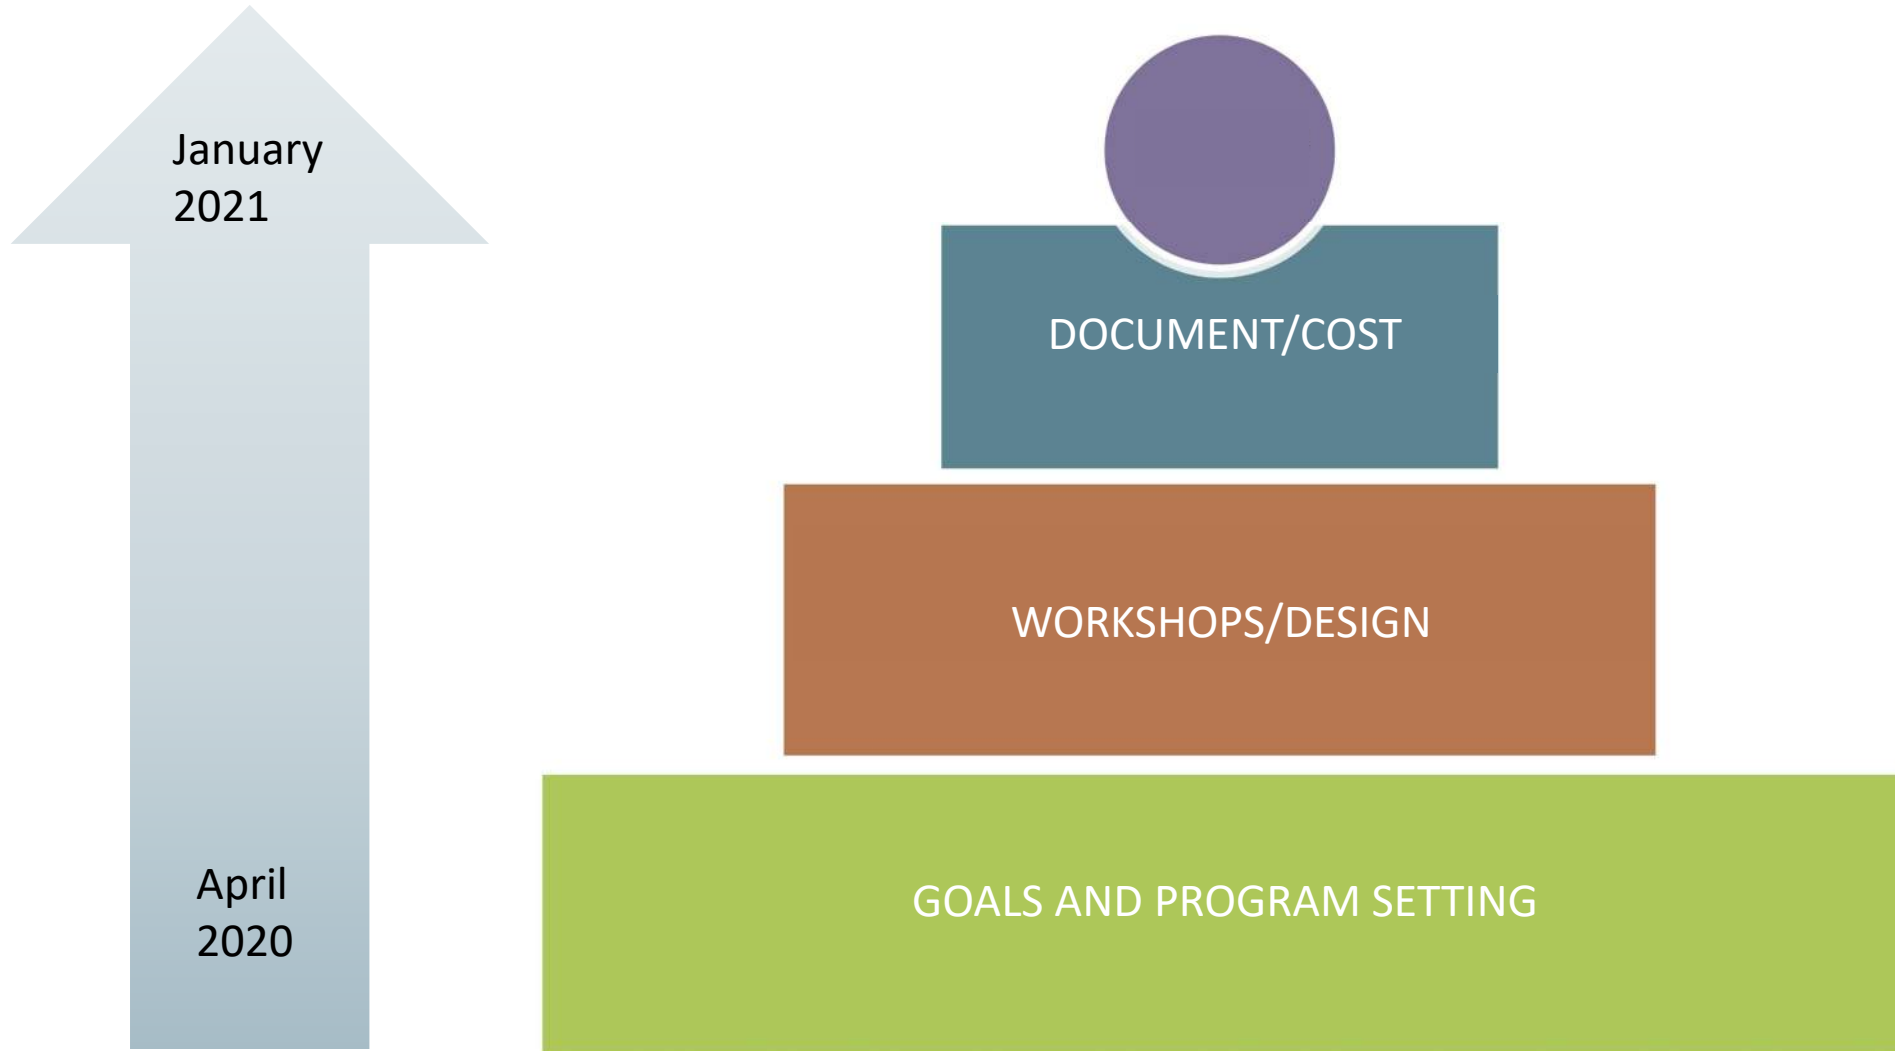 January
2021
DOCUMENT/COST
WORKSHOPS/DESIGN
April
2020
GOALS AND PROGRAM SETTING